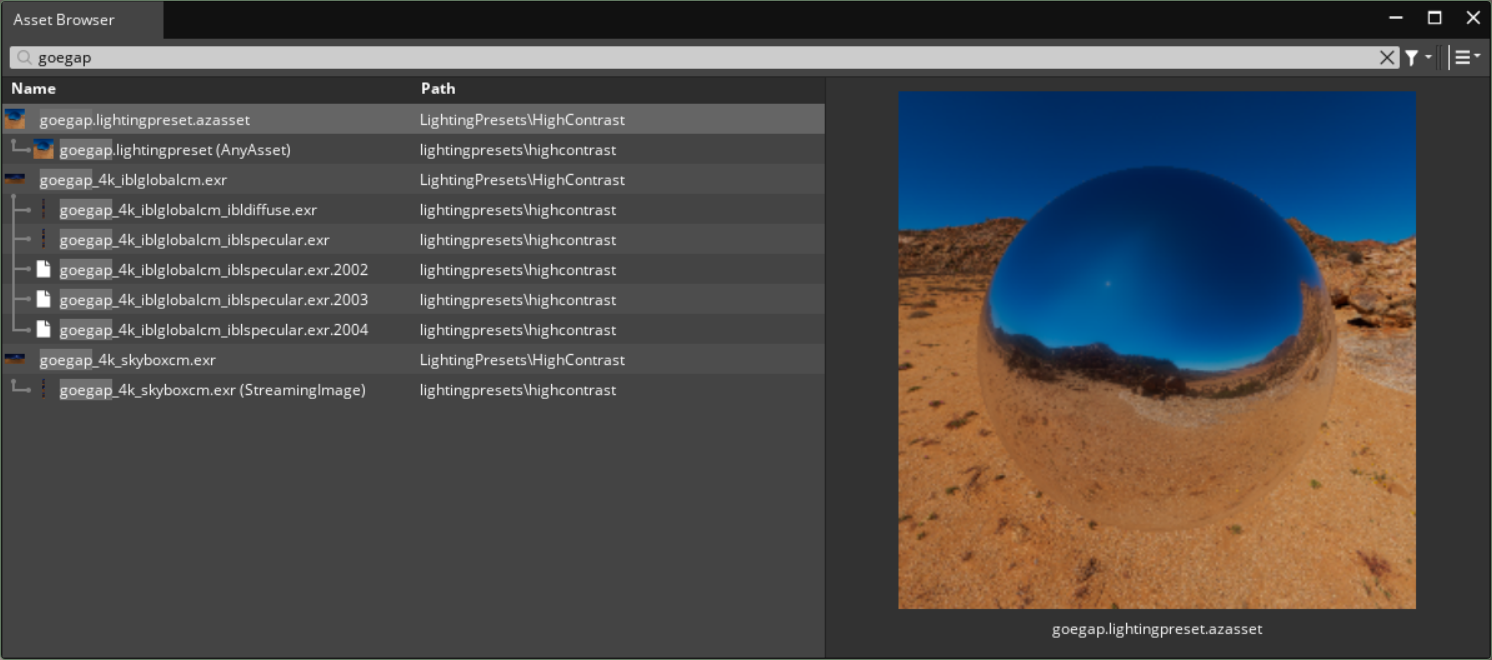 Asset Browser
goegap
Name Path
goegap.lightingpreset.azasset LightingPresets\HighContrast
goegap.lightingpreset (AnyAsset) lightingpresets\highcontrast
goegap_4k_iblglobalcm.exr LightingPresets\HighContrast
goegap_4k_iblglobalcm_ibldiffuse.exr lightingpresets\highcontrast
goegap_4k_iblglobalcm_iblspecular.exr lightingpresets\highcontrast
goegap_4k_iblglobalcm_iblspecular.exr.2002 lightingpresets\highcontrast
goegap_4k_iblglobalcm_iblspecular.exr.2003 lightingpresets\highcontrast
goegap_4k_iblglobalcm_iblspecular.exr.2004 lightingpresets\highcontrast
goegap_4k_skyboxcm.exr LightingPresets\HighContrast
goegap_4k_skyboxcm.exr (StreamingImage) lightingpresets\highcontrast
goegap.lightingpreset.azasset